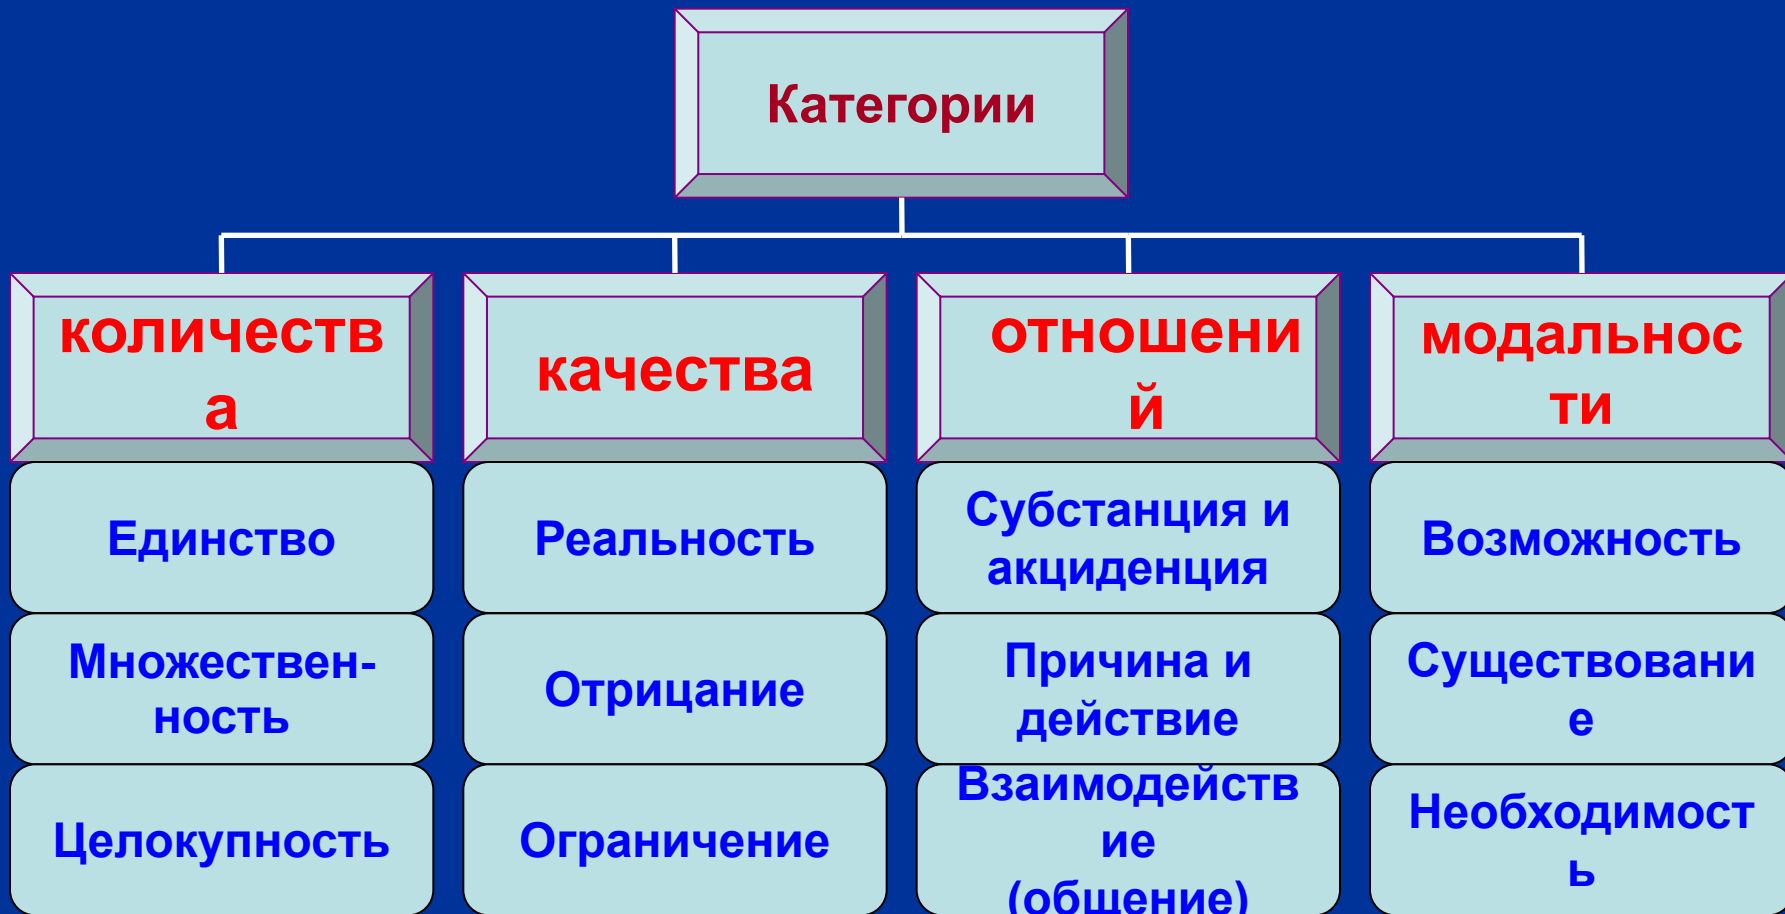 Категории
количеств
а
качества
отношени
й
модальнос
ти
Единство
Реальность
Субстанция и
акциденция
Возможность
Множествен-
ность
Отрицание
Причина и
действие
Существовани
е
Целокупность
Ограничение
Взаимодейств
ие
(общение)
Необходимост
ь